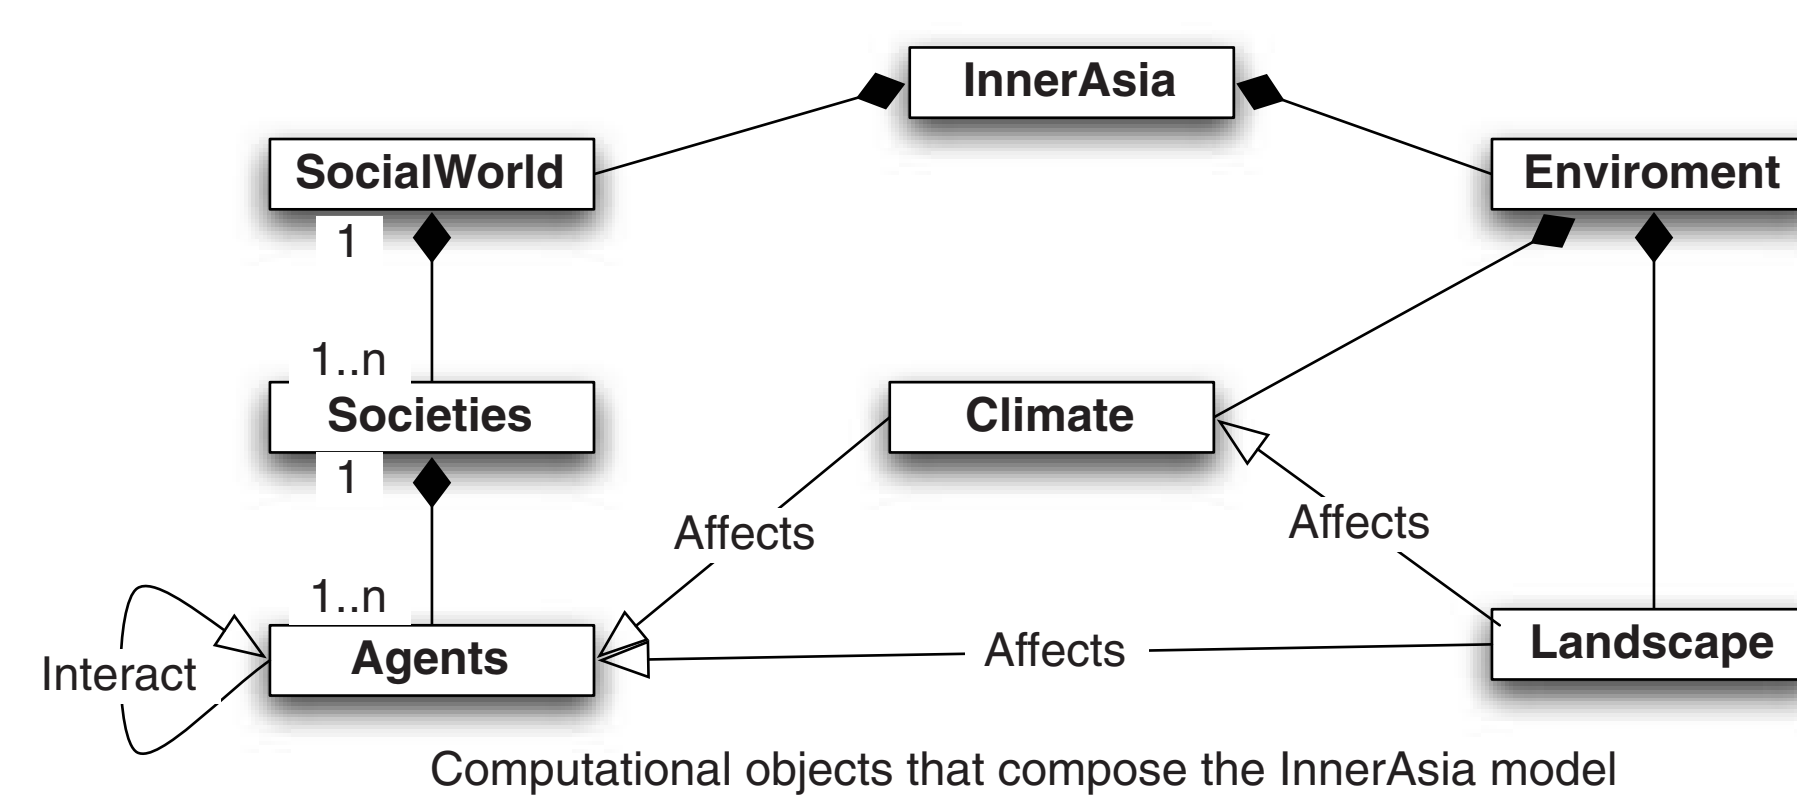 InnerAsia
SocialWorld
Enviroment
1
1..n
Societies
Climate
1
Affects
Affects
1..n
Agents
Affects
Landscape
Interact
Computational objects that compose the InnerAsia model